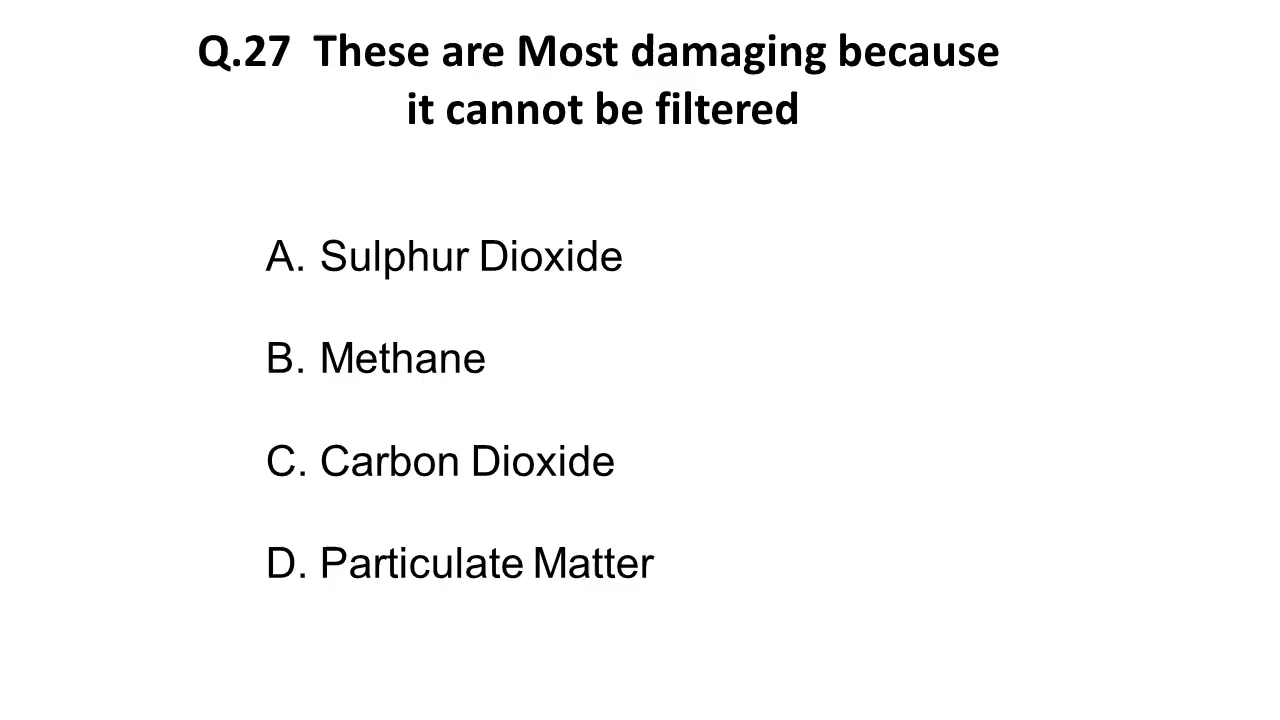 Q.27 These are Most damaging because
it cannot be filtered
A. Sulphur Dioxide
B. Methane
C. Carbon Dioxide
D. Particulate Matter